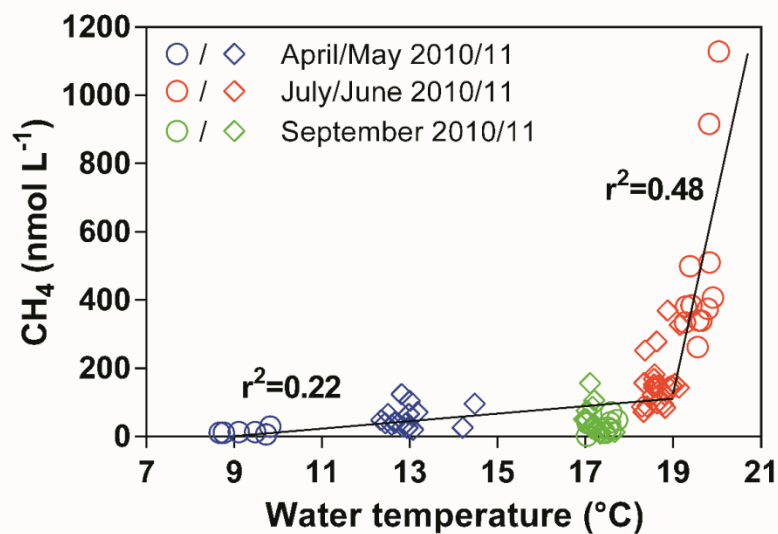 1200
1000
800
600
400
200
0
CH₄ (nmol L⁻¹)
/ April/May 2010/11
/ July/June 2010/11
/ September 2010/11
r²=0.48
r²=0.22
7 9 11 13 15 17 19 21
Water temperature (°C)